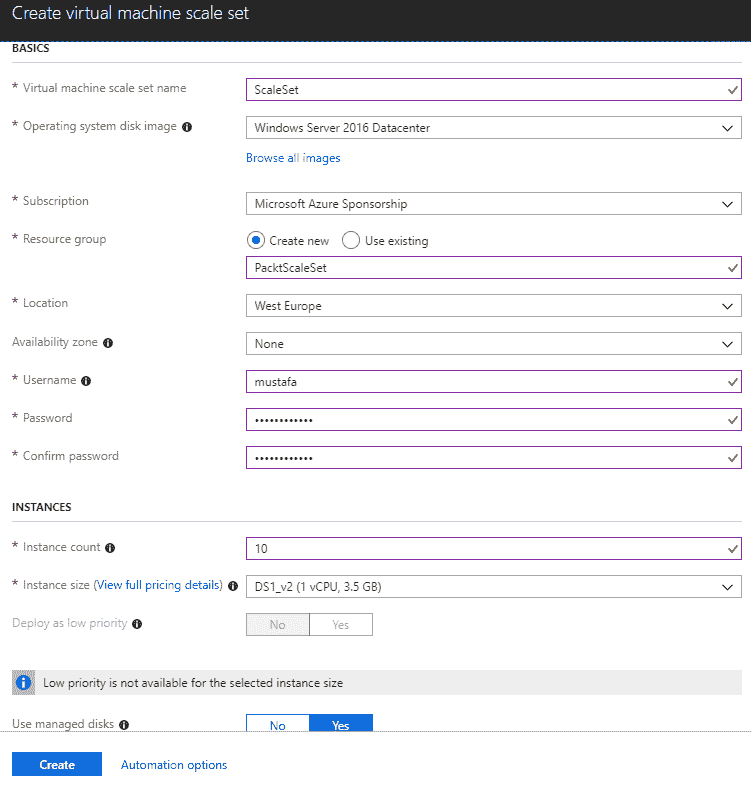 Create virtual machine scale set
BASICS
* Virtual machine scale set name
ScaleSet
* Operating system disk image
Windows Server 2016 Datacenter
Browse all images
* Subscription
Microsoft Azure Sponsorship
* Resource group
Create new
Use existing
PacktScaleSet
* Location
West Europe
Availability zone
None
* Username
mustafa
* Password
••••••••••••
* Confirm password
••••••••••••
INSTANCES
* Instance count
10
* Instance size (View full pricing details)
DS1_v2 (1 vCPU, 3.5 GB)
Deploy as low priority
No
Yes
Low priority is not available for the selected instance size
Use managed disks
No
Yes
Create
Automation options